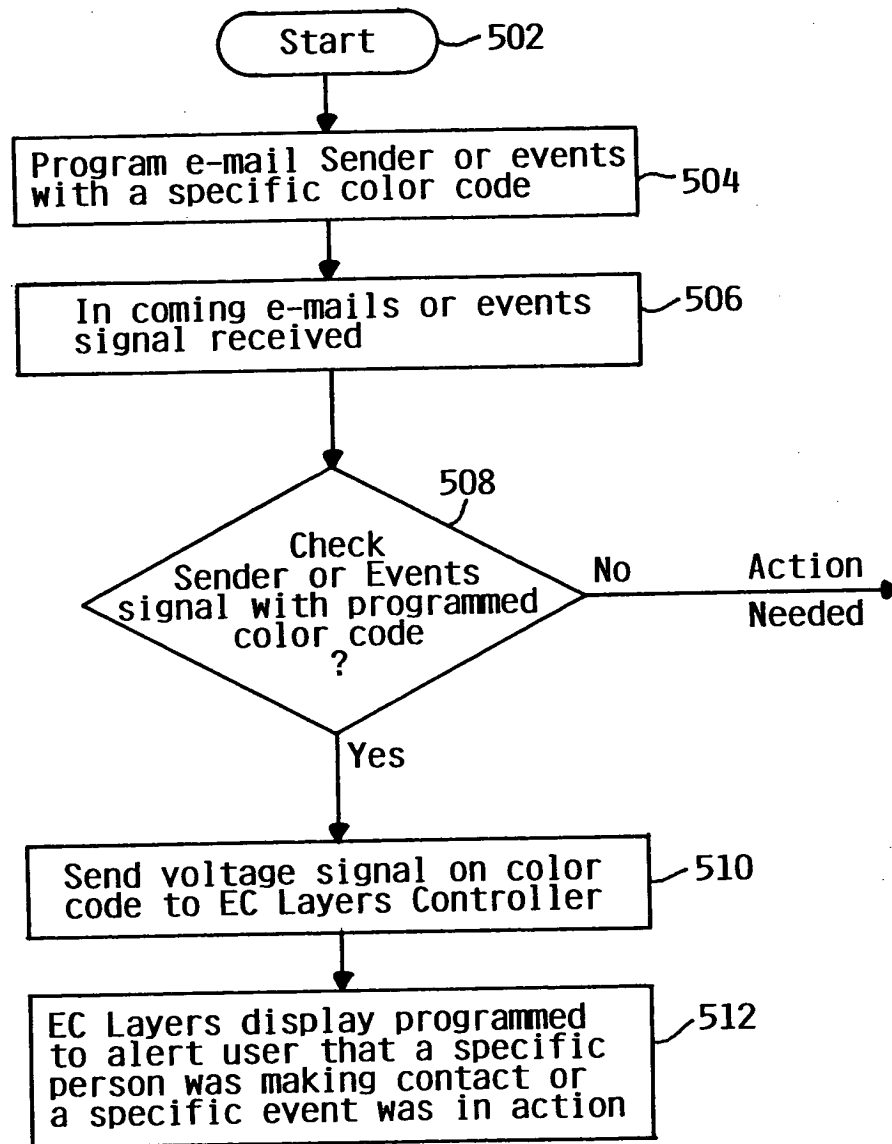 Start
502
Program e-mail Sender or events
with a specific color code
504
In coming e-mails or events
signal received
506
508
Check
Sender or Events
signal with programmed
color code
?
No
Action
Needed
Yes
Send voltage signal on color
code to EC Layers Controller
510
EC Layers display programmed
to alert user that a specific
person was making contact or
a specific event was in action
512